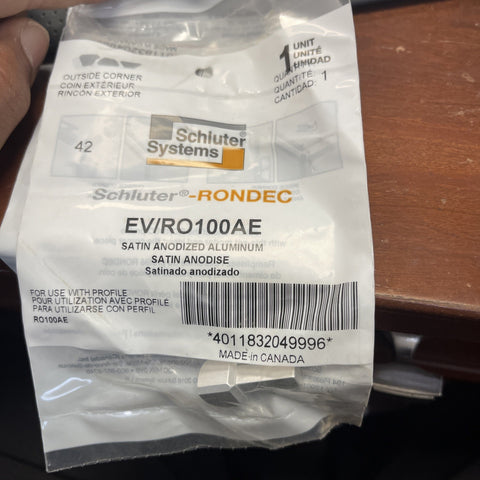 OUTSIDE CORNER
COIN EXTÉRIEUR
RINCÓN EXTERIOR
1 UNIT
UNITÉ
UNIDAD
QUANTITÉ:
CANTIDAD: 1
42
Schluter
Systems
Schluter®-RONDEC
EV/RO100AE
SATIN ANODIZED ALUMINUM
SATIN ANODISE
Satinado anodizado
FOR USE WITH PROFILE
POUR UTILIZATION AVEC PROFILÉ
PARA UTILIZARSE CON PERFIL
RO100AE
*4011832049996*
MADE in CANADA